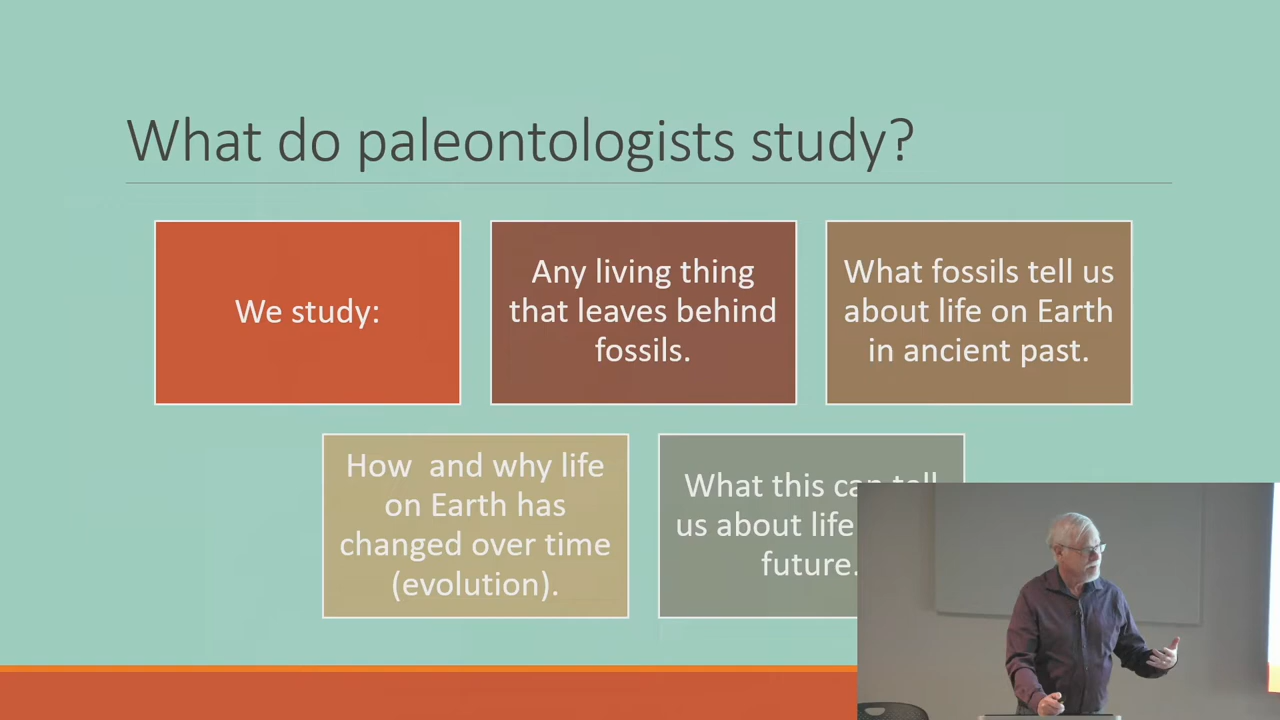 What do paleontologists study?
We study:
Any living thing
that leaves behind
fossils.
What fossils tell us
about life on Earth
in ancient past.
How  and why life
on Earth has
changed over time
(evolution).
What this can tell
us about life
future.